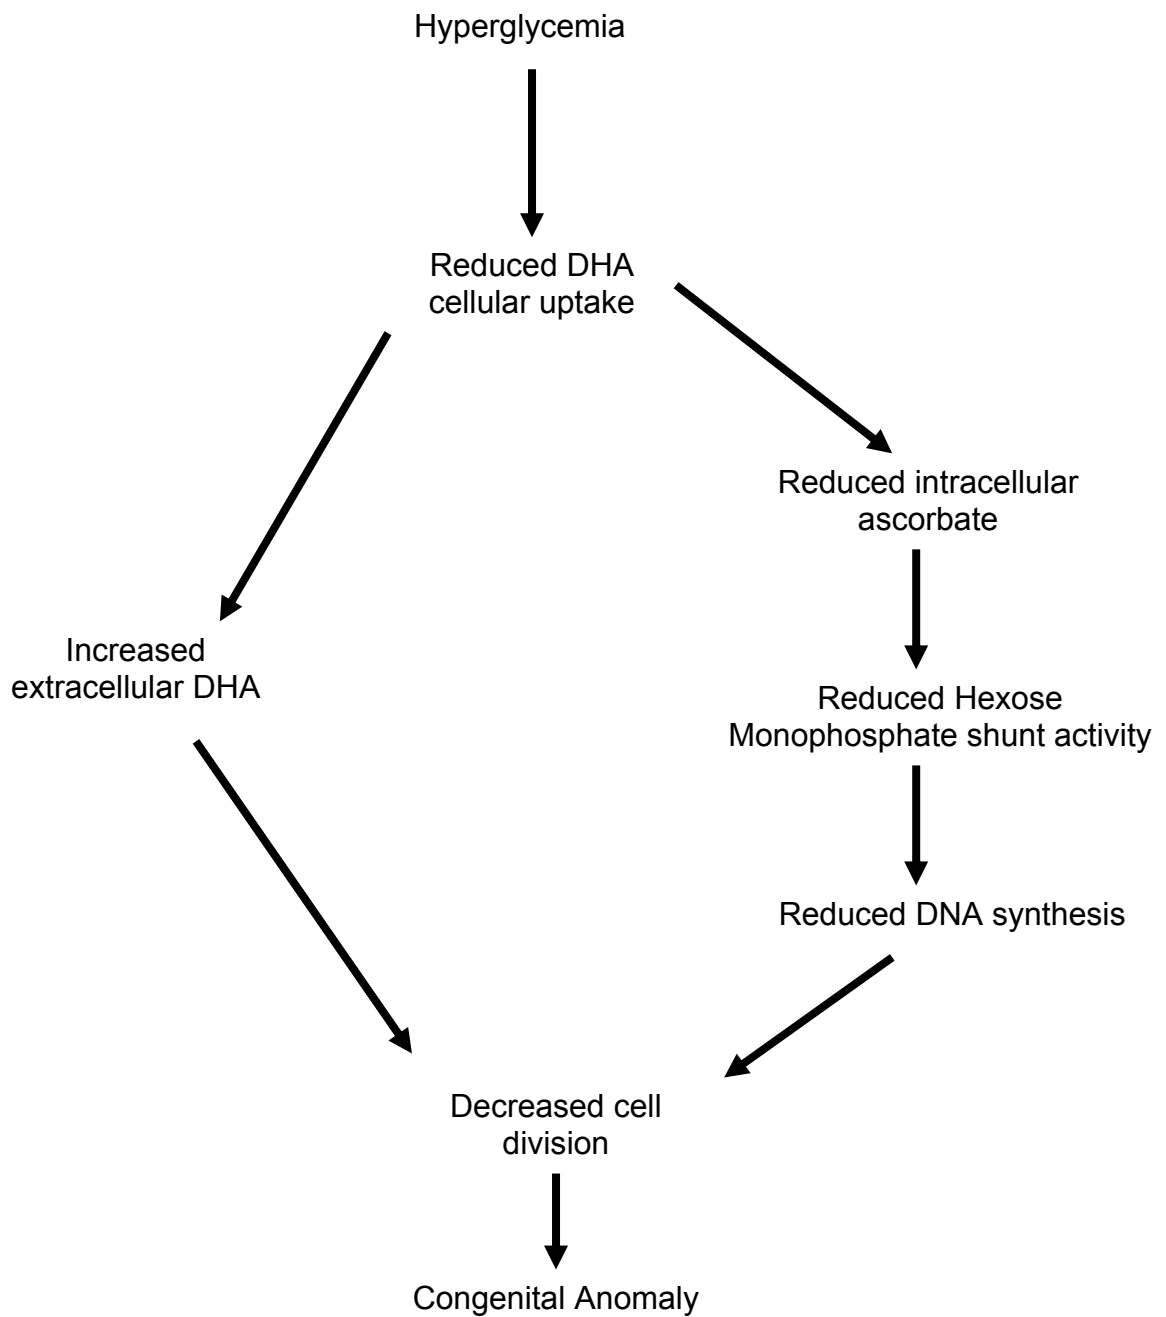 Hyperglycemia
Reduced DHA
cellular uptake
Reduced intracellular
ascorbate
Increased
extracellular DHA
Reduced Hexose
Monophosphate shunt activity
Reduced DNA synthesis
Decreased cell
division
Congenital Anomaly